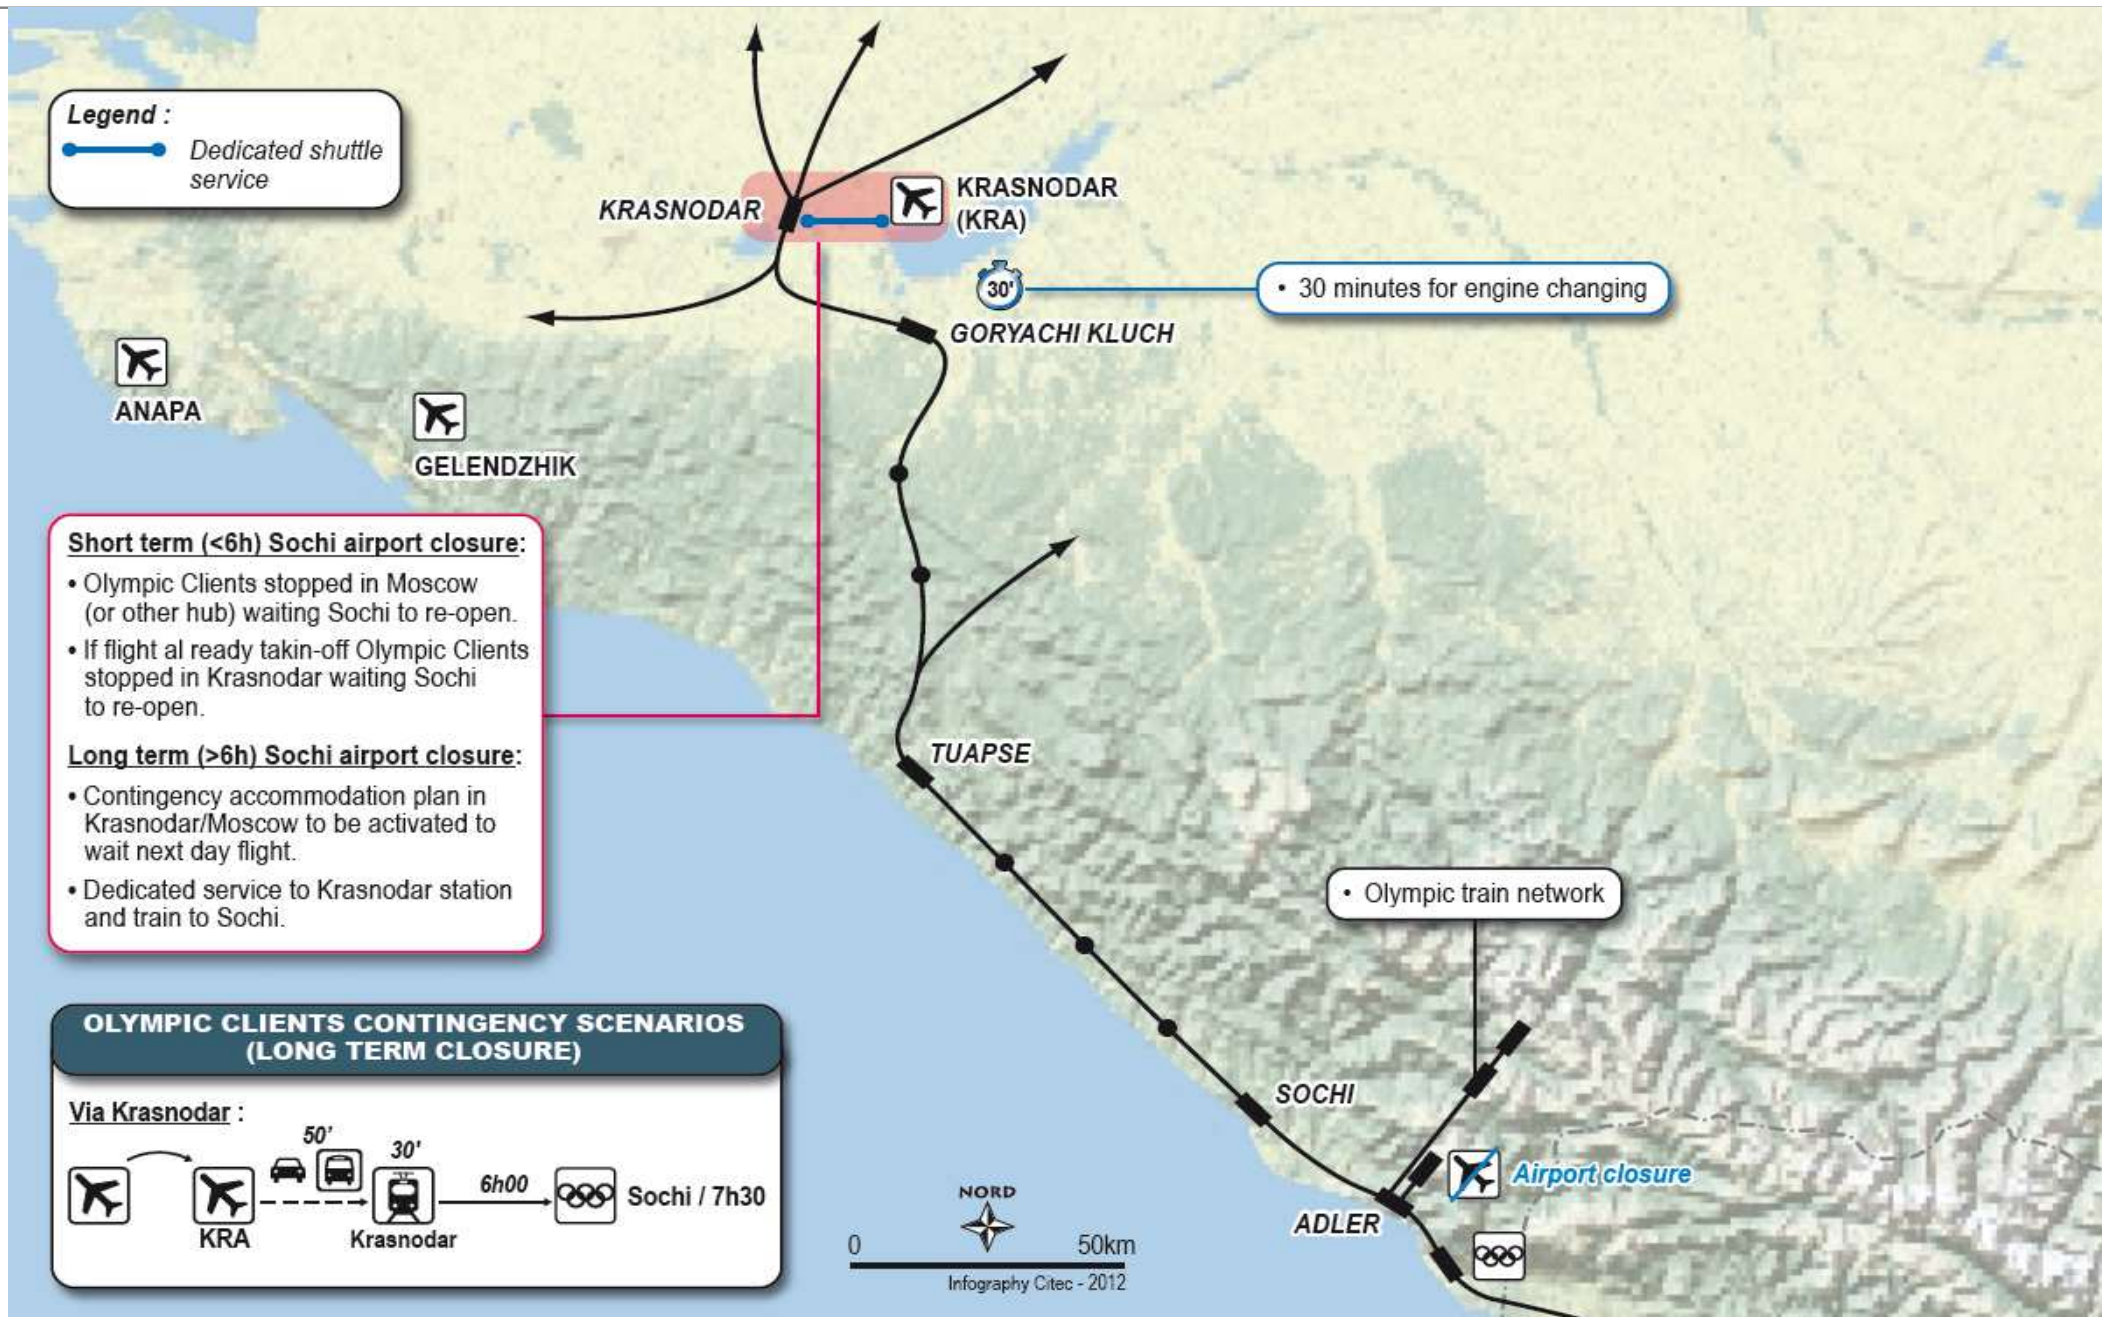 Legend :
Dedicated shuttle
service
KRASNODAR
KRASNODAR
(KRA)
30'
• 30 minutes for engine changing
GORYACHI KLUCH
ANAPA
GELENDZHIK
Short term (<6h) Sochi airport closure:
• Olympic Clients stopped in Moscow
(or other hub) waiting Sochi to re-open.
• If flight al ready takin-off Olympic Clients
stopped in Krasnodar waiting Sochi
to re-open.
Long term (>6h) Sochi airport closure:
• Contingency accommodation plan in
Krasnodar/Moscow to be activated to
wait next day flight.
• Dedicated service to Krasnodar station
and train to Sochi.
TUAPSE
• Olympic train network
SOCHI
Airport closure
ADLER
OLYMPIC CLIENTS CONTINGENCY SCENARIOS
(LONG TERM CLOSURE)
Via Krasnodar :
50'
30'
6h00
Sochi / 7h30
KRA
Krasnodar
NORD
0 50km
Infography Citec - 2012